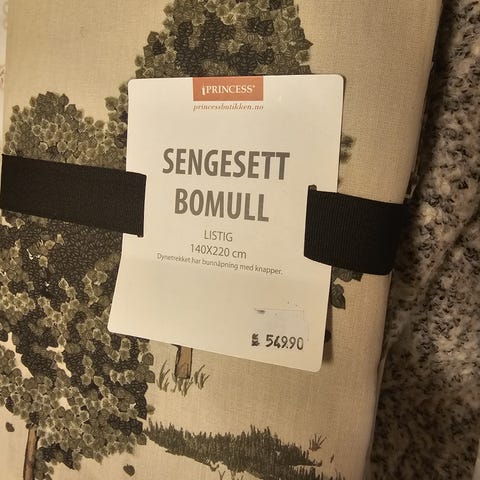 PRINCESS®
princessbutikken.no
SENGESETT
BOMULL
LISTIG
140X220 cm
Dynetrekket har bunnåpning med knapper.
549.90